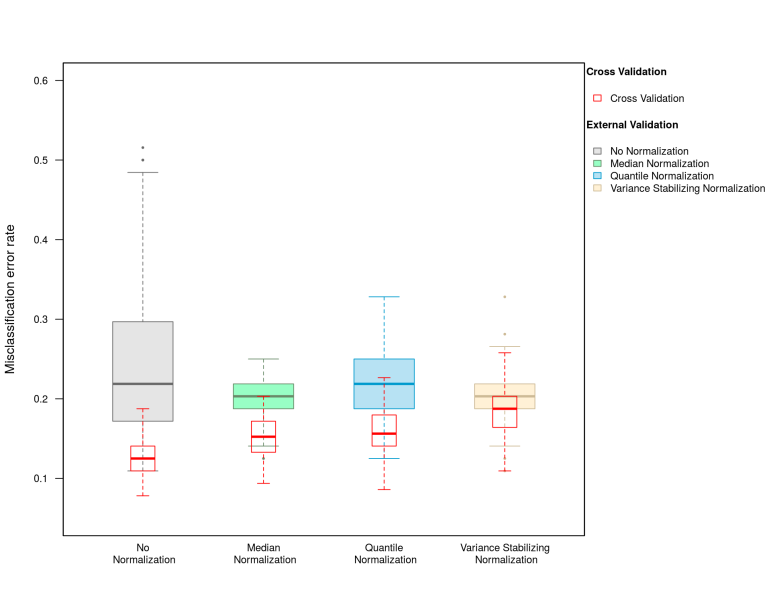 Cross Validation
Cross Validation
External Validation
No Normalization
Median Normalization
Quantile Normalization
Variance Stabilizing Normalization
Misclassification error rate
0.6
0.5
0.4
0.3
0.2
0.1
No
Normalization
Median
Normalization
Quantile
Normalization
Variance Stabilizing
Normalization